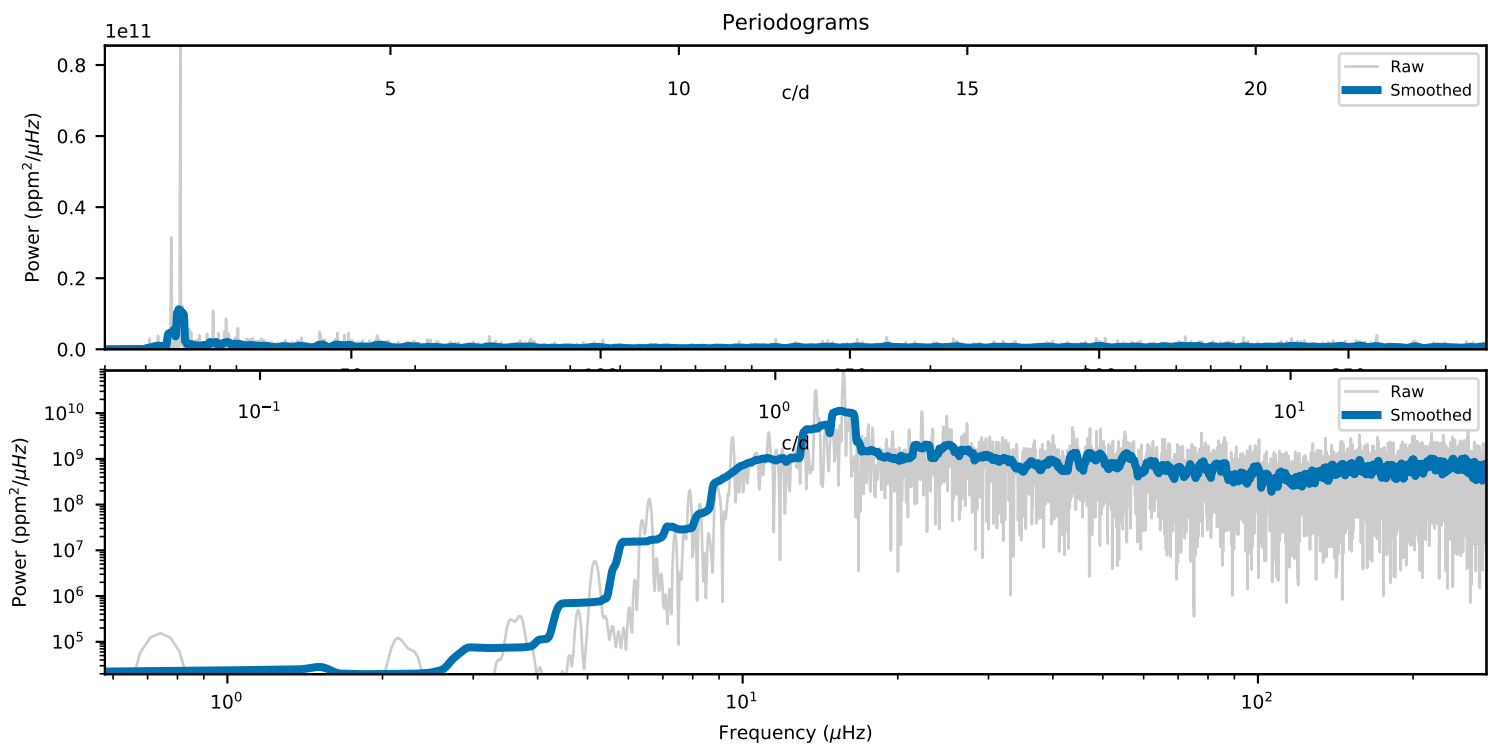 Periodograms
1e11
Power (ppm²/μHz)
0.8
0.6
0.4
0.2
0.0
5
10
15
20
c/d
Raw
Smoothed
Power (ppm²/μHz)
10¹⁰
10⁹
10⁸
10⁷
10⁶
10⁵
10⁻¹
10⁰
10¹
c/d
Raw
Smoothed
10⁰
10¹
10²
Frequency (μHz)